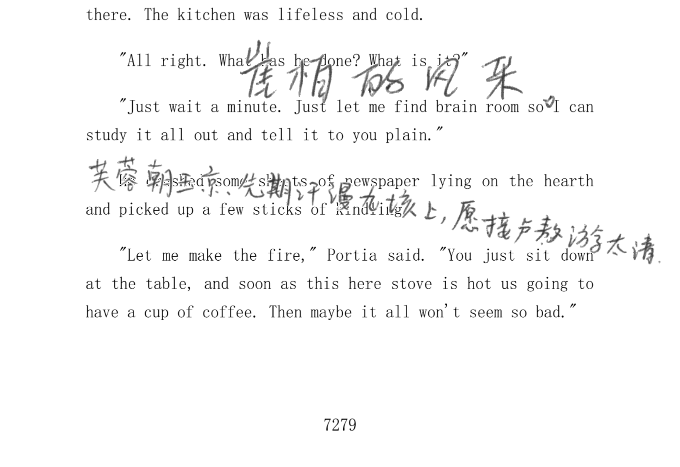 there. The kitchen was lifeless and cold.
"All right. What has he done? What is it?"
崖柏的风采
"Just wait a minute. Just let me find brain room so I can
study it all out and tell it to you plain."
芙蓉朝玉京、先期汗漫九垓上,愿接卢敖游太清.
He crushed some sheets of newspaper lying on the hearth
and picked up a few sticks of kindling.
"Let me make the fire," Portia said. "You just sit down
at the table, and soon as this here stove is hot us going to
have a cup of coffee. Then maybe it all won't seem so bad."
7279